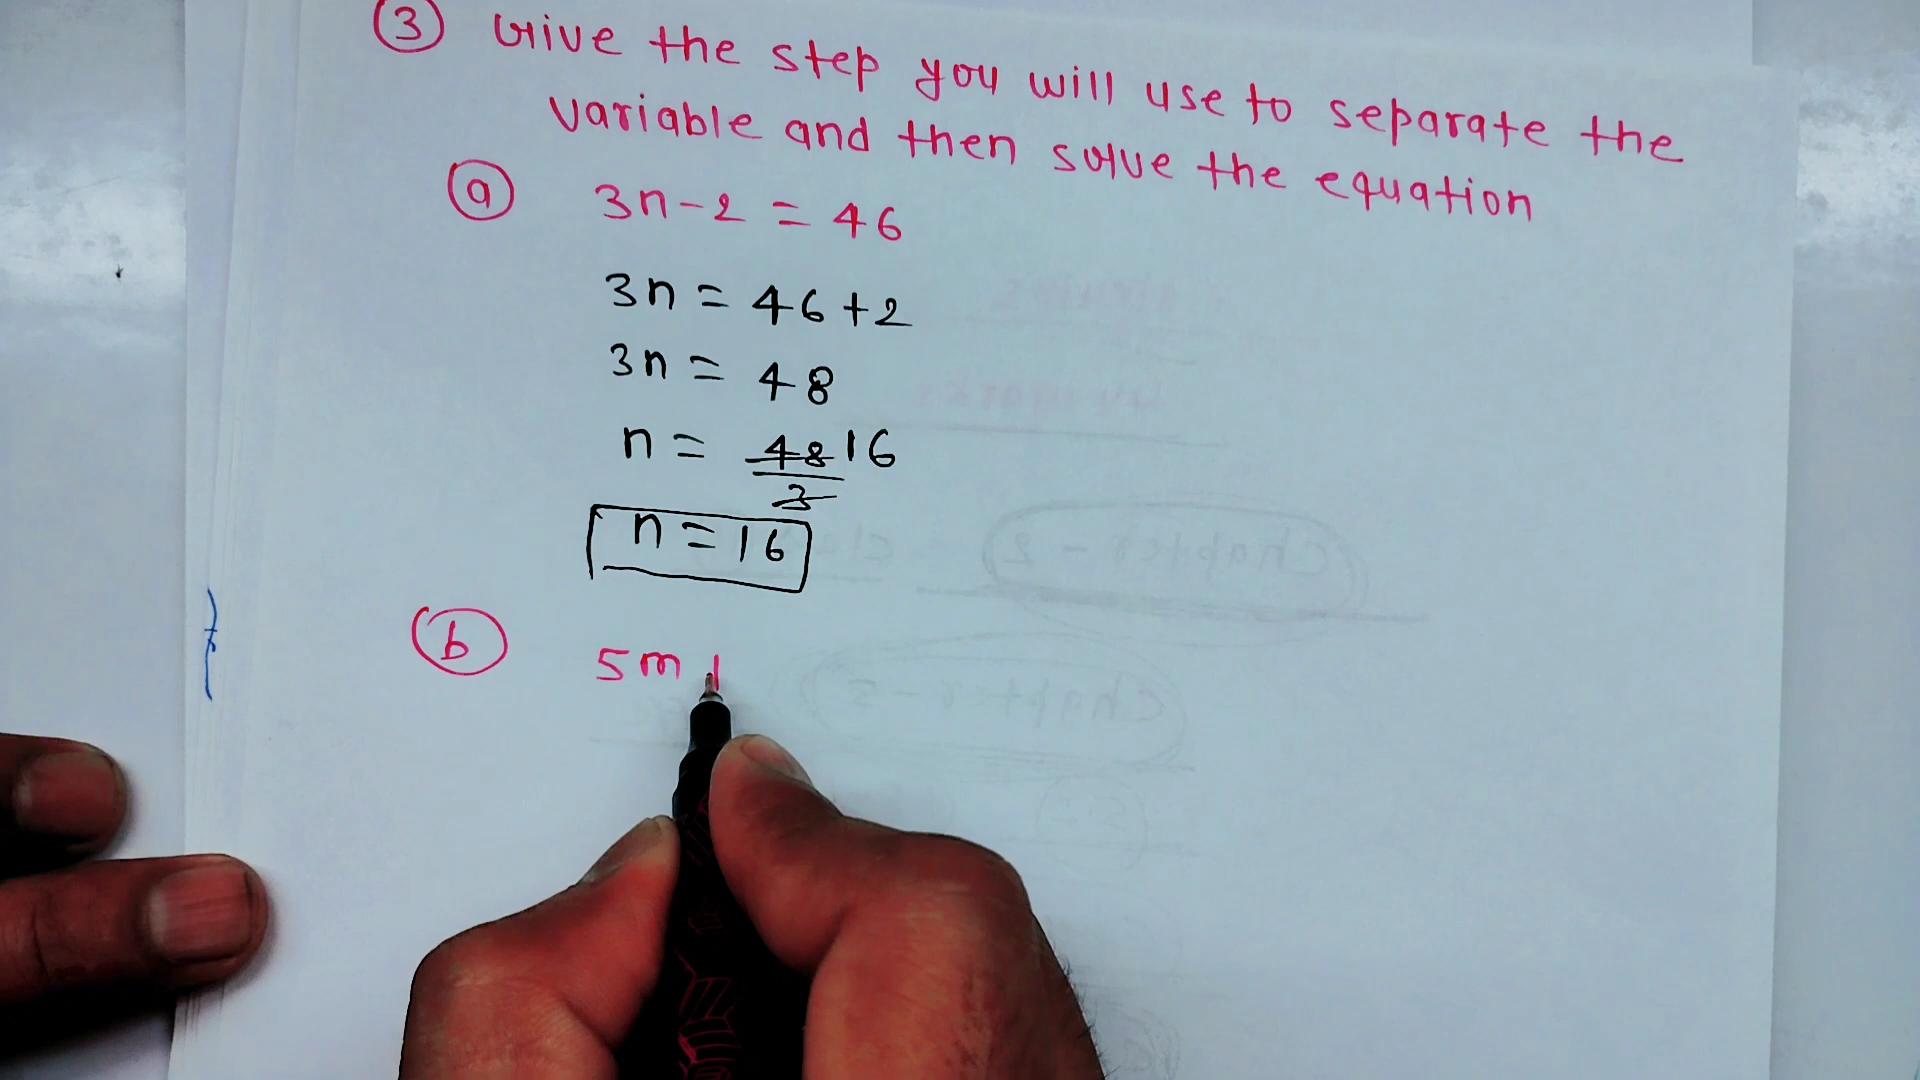 3 Give the step you will use to separate the
variable and then solve the equation
a 3n-2 = 46
3n = 46+2
3n = 48
n = 48/3 16
n = 16
b 5m